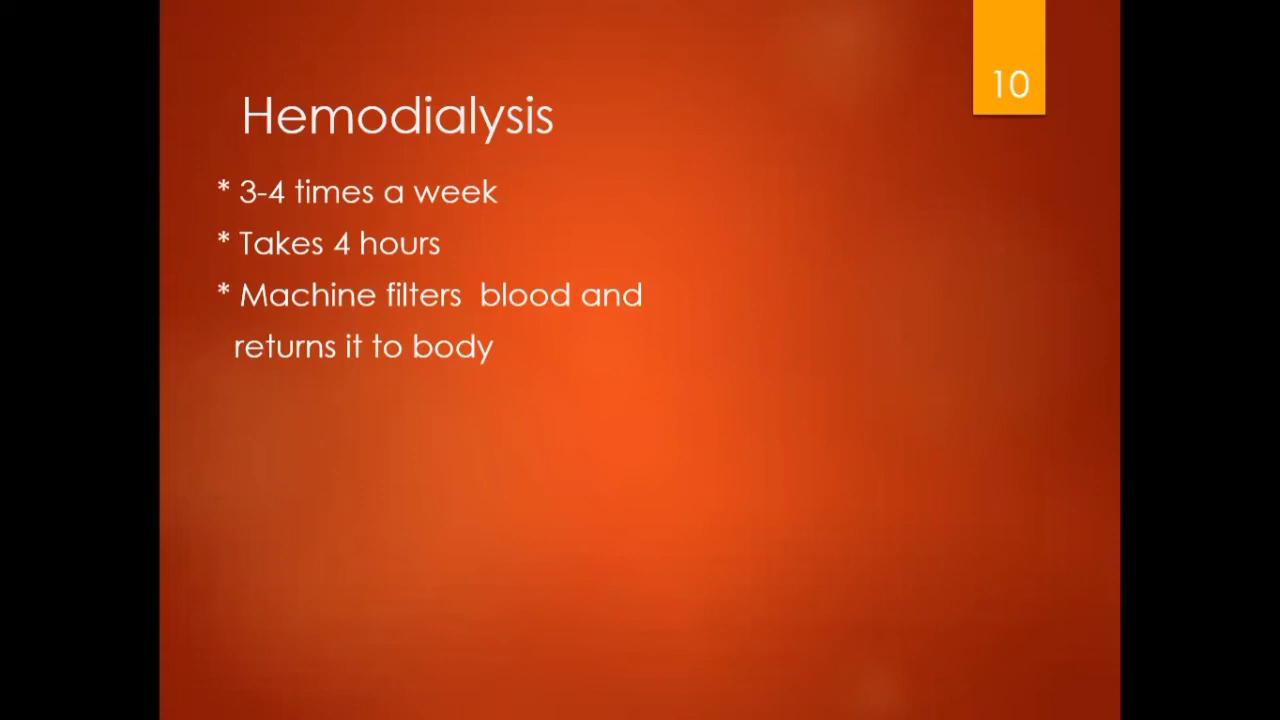 10
Hemodialysis
* 3-4 times a week
* Takes 4 hours
* Machine filters  blood and
returns it to body